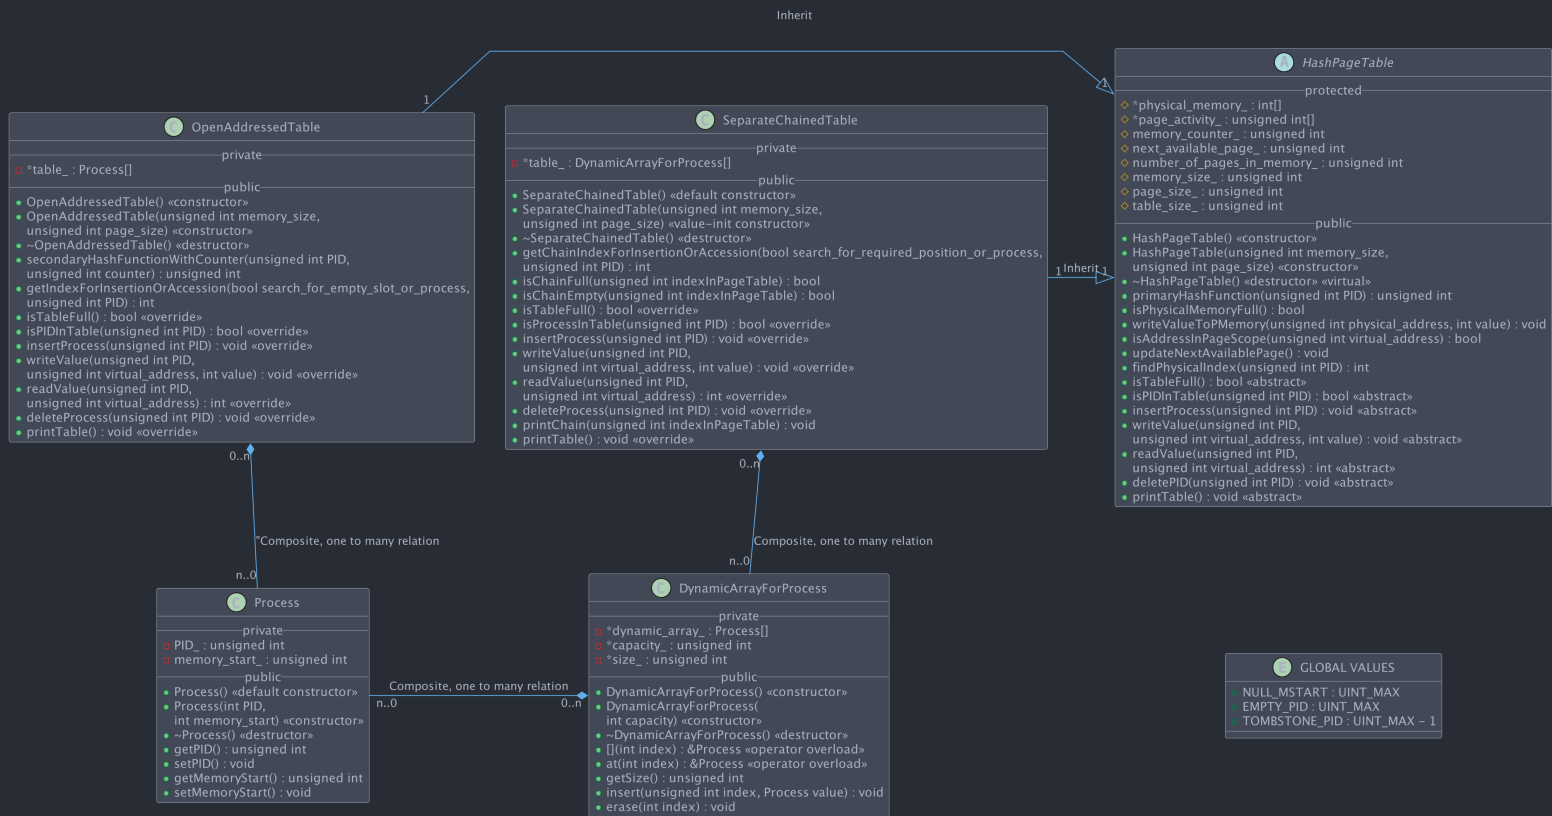 Inherit
1
1
C OpenAddressedTable
private
*table_ : Process[]
public
OpenAddressedTable() «constructor»
OpenAddressedTable(unsigned int memory_size,
unsigned int page_size) «constructor»
~OpenAddressedTable() «destructor»
secondaryHashFunctionWithCounter(unsigned int PID,
unsigned int counter) : unsigned int
getIndexForInsertionOrAccession(bool search_for_empty_slot_or_process,
unsigned int PID) : int
isTableFull() : bool «override»
isPIDInTable(unsigned int PID) : bool «override»
insertProcess(unsigned int PID) : void «override»
writeValue(unsigned int PID,
unsigned int virtual_address, int value) : void «override»
readValue(unsigned int PID,
unsigned int virtual_address) : int «override»
deleteProcess(unsigned int PID) : void «override»
printTable() : void «override»
C SeparateChainedTable
private
*table_ : DynamicArrayForProcess[]
public
SeparateChainedTable() «default constructor»
SeparateChainedTable(unsigned int memory_size,
unsigned int page_size) «value-init constructor»
~SeparateChainedTable() «destructor»
getChainIndexForInsertionOrAccession(bool search_for_required_position_or_process,
unsigned int PID) : int
isChainFull(unsigned int indexInPageTable) : bool
isChainEmpty(unsigned int indexInPageTable) : bool
isTableFull() : bool «override»
isProcessInTable(unsigned int PID) : bool «override»
insertProcess(unsigned int PID) : void «override»
writeValue(unsigned int PID,
unsigned int virtual_address, int value) : void «override»
readValue(unsigned int PID,
unsigned int virtual_address) : int «override»
deleteProcess(unsigned int PID) : void «override»
printChain(unsigned int indexInPageTable) : void
printTable() : void «override»
1 Inherit 1
A HashPageTable
protected
*physical_memory_ : int[]
*page_activity_ : unsigned int[]
memory_counter_ : unsigned int
next_available_page_ : unsigned int
number_of_pages_in_memory_ : unsigned int
memory_size_ : unsigned int
page_size_ : unsigned int
table_size_ : unsigned int
public
HashPageTable() «constructor»
HashPageTable(unsigned int memory_size,
unsigned int page_size) «constructor»
~HashPageTable() «destructor» «virtual»
primaryHashFunction(unsigned int PID) : unsigned int
isPhysicalMemoryFull() : bool
writeValueToPMemory(unsigned int physical_address, int value) : void
isAddressInPageScope(unsigned int virtual_address) : bool
updateNextAvailablePage() : void
findPhysicalIndex(unsigned int PID) : int
isTableFull() : bool «abstract»
isPIDInTable(unsigned int PID) : bool «abstract»
insertProcess(unsigned int PID) : void «abstract»
writeValue(unsigned int PID,
unsigned int virtual_address, int value) : void «abstract»
readValue(unsigned int PID,
unsigned int virtual_address) : int «abstract»
deletePID(unsigned int PID) : void «abstract»
printTable() : void «abstract»
0..n
"Composite, one to many relation
n..0
0..n
Composite, one to many relation
n..0
C Process
private
PID_ : unsigned int
memory_start_ : unsigned int
public
Process() «default constructor»
Process(int PID,
int memory_start) «constructor»
~Process() «destructor»
getPID() : unsigned int
setPID() : void
getMemoryStart() : unsigned int
setMemoryStart() : void
Composite, one to many relation
n..0 0..n
C DynamicArrayForProcess
private
*dynamic_array_ : Process[]
*capacity_ : unsigned int
*size_ : unsigned int
public
DynamicArrayForProcess() «constructor»
DynamicArrayForProcess(
int capacity) «constructor»
~DynamicArrayForProcess() «destructor»
[](int index) : &Process «operator overload»
at(int index) : &Process «operator overload»
getSize() : unsigned int
insert(unsigned int index, Process value) : void
erase(int index) : void
E GLOBAL VALUES
NULL_MSTART : UINT_MAX
EMPTY_PID : UINT_MAX
TOMBSTONE_PID : UINT_MAX - 1